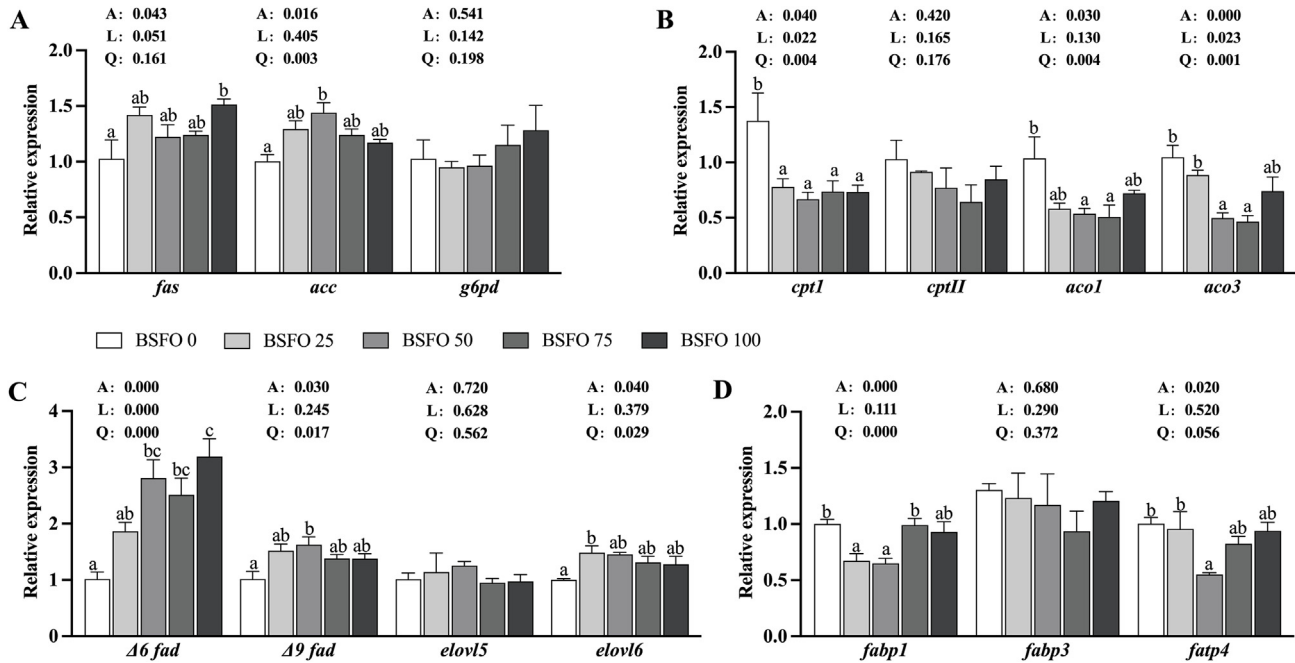 A
A: 0.043 A: 0.016 A: 0.541
L: 0.051 L: 0.405 L: 0.142
Q: 0.161 Q: 0.003 Q: 0.198
Relative expression
2.0
1.5
1.0
0.5
0.0
a ab ab ab b
a ab b ab ab
fas acc g6pd
B
A: 0.040 A: 0.420 A: 0.030 A: 0.000
L: 0.022 L: 0.165 L: 0.130 L: 0.023
Q: 0.004 Q: 0.176 Q: 0.004 Q: 0.001
Relative expression
2.0
1.5
1.0
0.5
0.0
b a a a a
b ab a a ab
b b a a ab
cpt1 cptII aco1 aco3
BSFO 0 BSFO 25 BSFO 50 BSFO 75 BSFO 100
C
A: 0.000 A: 0.030 A: 0.720 A: 0.040
L: 0.000 L: 0.245 L: 0.628 L: 0.379
Q: 0.000 Q: 0.017 Q: 0.562 Q: 0.029
Relative expression
4
3
2
1
0
a ab bc bc c
a ab b ab ab
a b ab ab ab
Δ6 fad Δ9 fad elovl5 elovl6
D
A: 0.000 A: 0.680 A: 0.020
L: 0.111 L: 0.290 L: 0.520
Q: 0.000 Q: 0.372 Q: 0.056
Relative expression
2.0
1.5
1.0
0.5
0.0
b a a b ab
b b a ab ab
fabp1 fabp3 fatp4